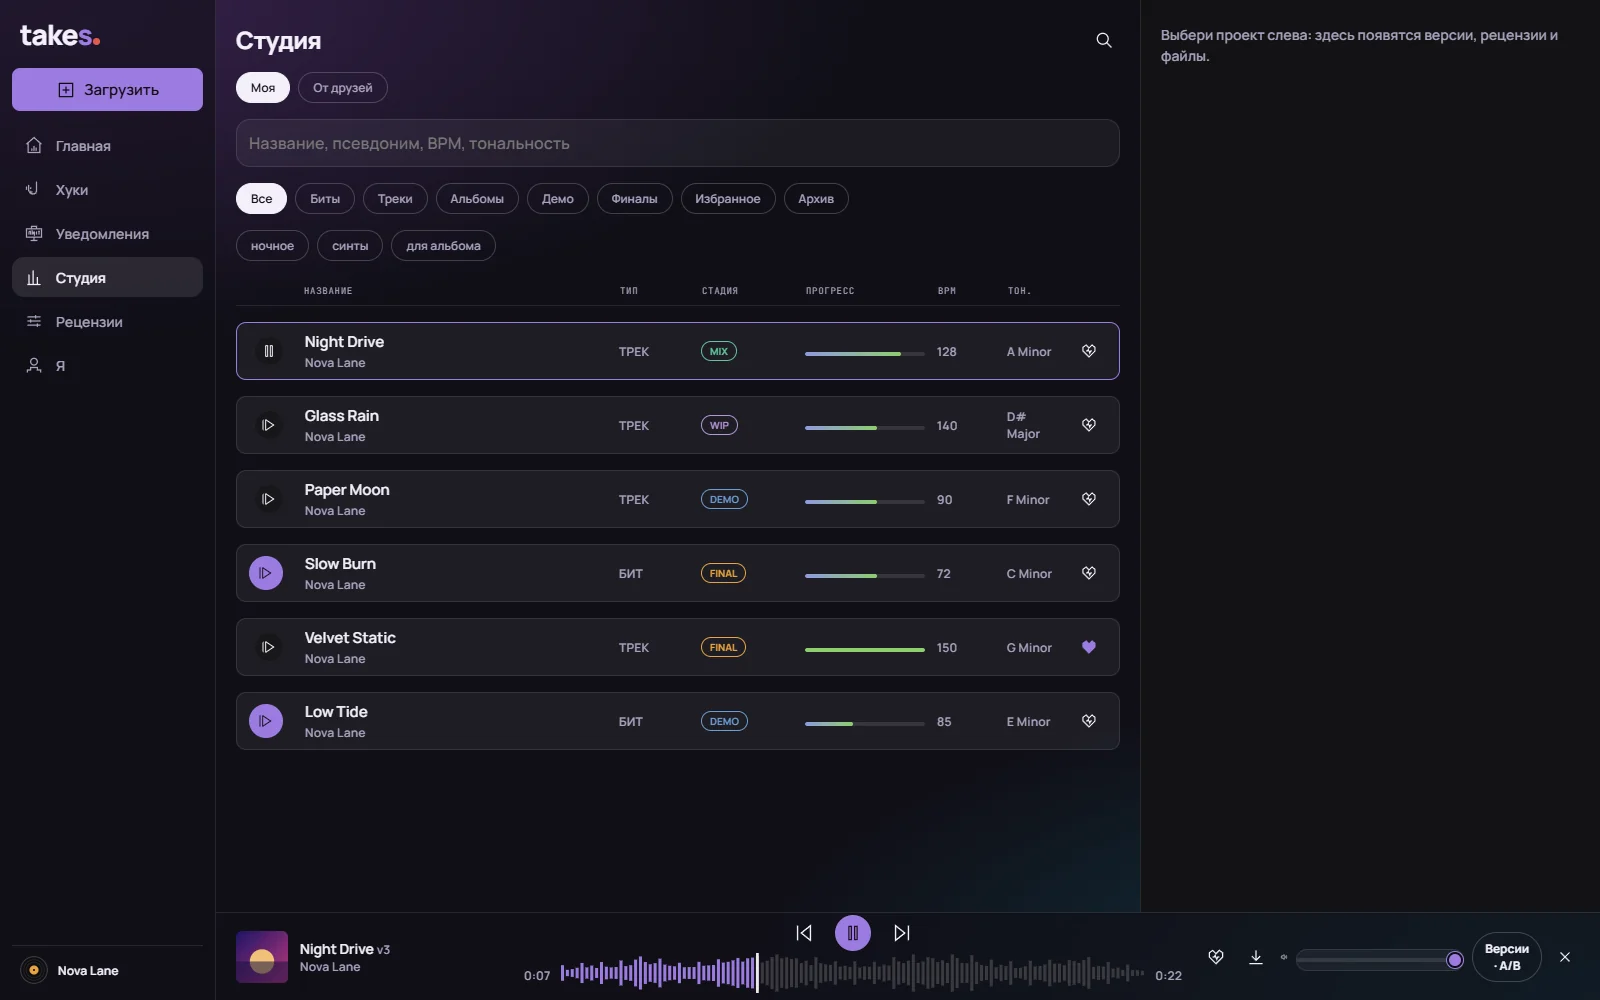 takes.
Загрузить
Главная
Хуки
Уведомления
Студия
Рецензии
Я
Nova Lane
Студия
Моя
От друзей
Название, псевдоним, BPM, тональность
Все
Биты
Треки
Альбомы
Демо
Финалы
Избранное
Архив
ночное
синты
для альбома
НАЗВАНИЕ
ТИП
СТАДИЯ
ПРОГРЕСС
BPM
ТОН.
Night Drive
Nova Lane
ТРЕК
MIX
128
A Minor
Glass Rain
Nova Lane
ТРЕК
WIP
140
D#
Major
Paper Moon
Nova Lane
ТРЕК
DEMO
90
F Minor
Slow Burn
Nova Lane
БИТ
FINAL
72
C Minor
Velvet Static
Nova Lane
ТРЕК
FINAL
150
G Minor
Low Tide
Nova Lane
БИТ
DEMO
85
E Minor
Выбери проект слева: здесь появятся версии, рецензии и
файлы.
Night Drive v3
Nova Lane
0:07
0:22
Версии
· A/B